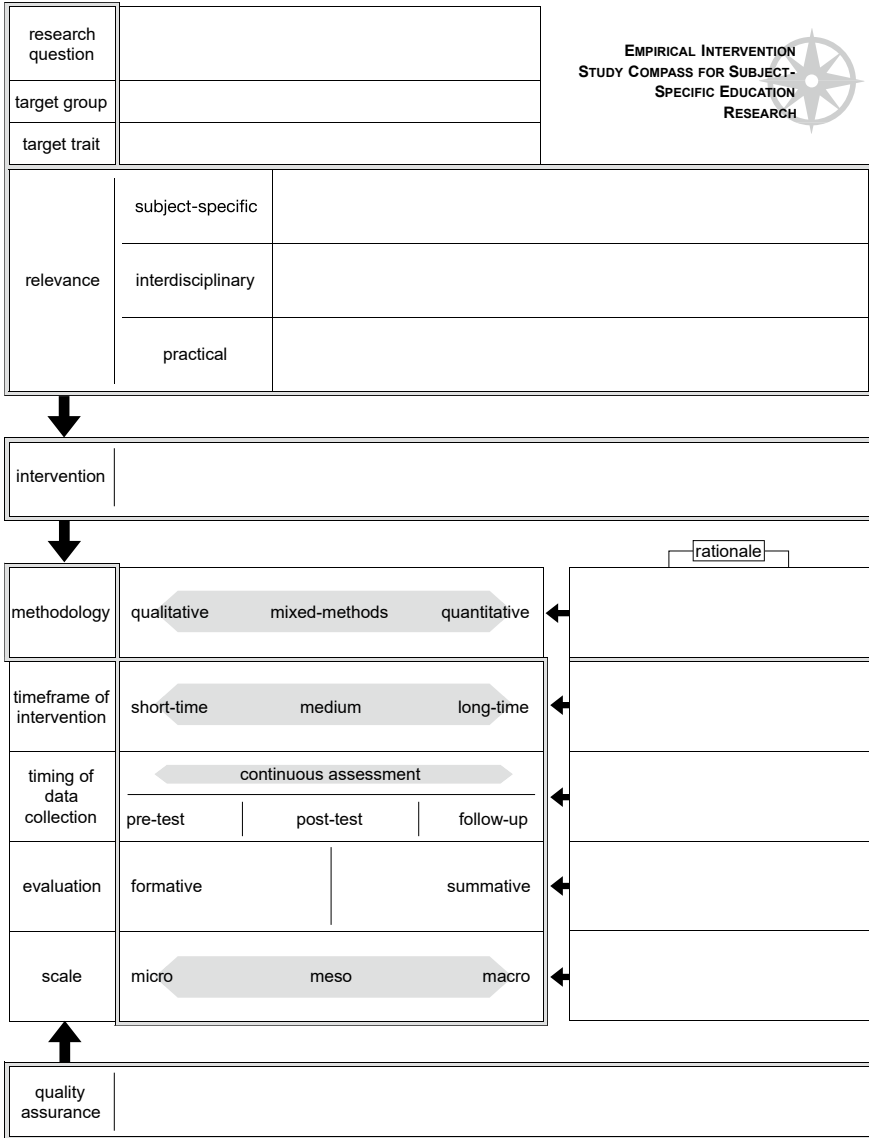 research
question
EMPIRICAL INTERVENTION
STUDY COMPASS FOR SUBJECT-
SPECIFIC EDUCATION
RESEARCH
target group
target trait
relevance
subject-specific
interdisciplinary
practical
intervention
rationale
methodology
qualitative mixed-methods quantitative
timeframe of
intervention
short-time medium long-time
timing of
data
collection
continuous assessment
pre-test post-test follow-up
evaluation
formative summative
scale
micro meso macro
quality
assurance